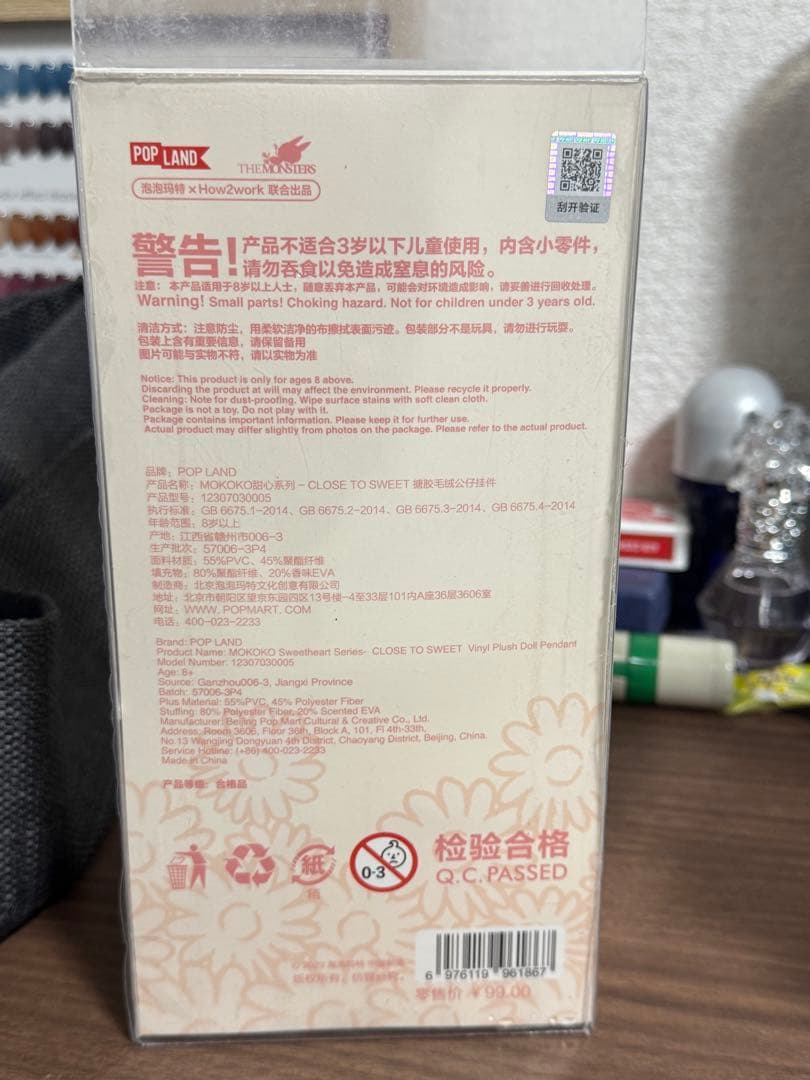 POP LAND
THE MONSTERS
泡泡玛特 × How2work 联合出品
刮开验证
警告!产品不适合3岁以下儿童使用，内含小零件，
请勿吞食以免造成窒息的风险。
注意：本产品适用于8岁以上人士，随意丢弃本产品，可能会对环境造成影响，请妥善进行回收处理。
Warning! Small parts! Choking hazard. Not for children under 3 years old.
清洁方式：注意防尘，用柔软洁净的布擦拭表面污迹。包装部分不是玩具，请勿进行玩耍。
包装上含有重要信息，请保留备用
图片可能与实物不符，请以实物为准
Notice: This product is only for ages 8 above.
Discarding the product at will may affect the environment. Please recycle it properly.
Cleaning: Note for dust-proofing. Wipe surface stains with soft clean cloth.
Package is not a toy. Do not play with it.
Package contains important information. Please keep it for further use.
Actual product may differ slightly from photos on the package. Please refer to the actual product.
品牌：POP LAND
产品名称：MOKOKO甜心系列 – CLOSE TO SWEET 搪胶毛绒公仔挂件
产品型号：12307030005
执行标准：GB 6675.1-2014、GB 6675.2-2014、GB 6675.3-2014、GB 6675.4-2014
年龄范围：8岁以上
产地：江西省赣州市006-3
生产批次：57006-3P4
面料材质：55%PVC、45%聚酯纤维
填充物：80%聚酯纤维、20%香味EVA
制造商：北京泡泡玛特文化创意有限公司
地址：北京市朝阳区望京东园四区13号楼-4至33层101内A座36层3606室
网址：WWW. POPMART. COM
电话：400-023-2233
Brand: POP LAND
Product Name: MOKOKO Sweetheart Series- CLOSE TO SWEET Vinyl Plush Doll Pendant
Model Number: 12307030005
Age: 8+
Source: Ganzhou006-3, Jiangxi Province
Batch: 57006-3P4
Plus Material: 55%PVC, 45% Polyester Fiber
Stuffing: 80% Polyester Fiber, 20% Scented EVA
Manufacturer: Beijing Pop Mart Cultural & Creative Co., Ltd.
Address: Room 3606, Floor 36th, Block A, 101, Fl 4th-33th,
No.13 Wangjing Dongyuan 4th District, Chaoyang District, Beijing, China.
Service Hotline: (+86) 400-023-2233
Made in China
产品等级：合格品
紙
箱
0-3
检验合格
Q.C.PASSED
6 976119 961867
版权所有，仿冒必究。
零售价 ¥ 99.00